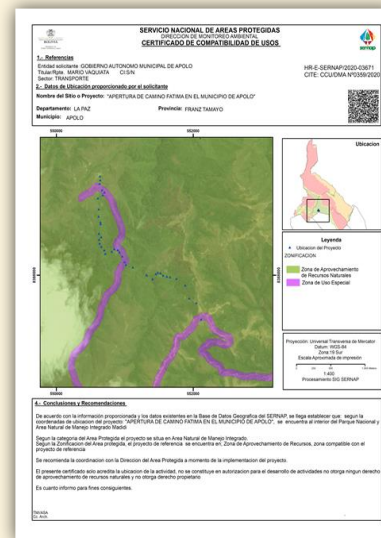 BOLIVIA
SERVICIO NACIONAL DE AREAS PROTEGIDAS
DIRECCIÓN DE MONITOREO AMBIENTAL
CERTIFICADO DE COMPATIBILIDAD DE USOS
sernap
1.- Referencias
Entidad solicitante: GOBIERNO AUTONOMO MUNICIPAL DE APOLO
Titular/Rpte. MARIO VAQUIATA CI:S/N
Sector: TRANSPORTE
HR-E-SERNAP/2020-03671
CITE: CCU/DMA Nº0359/2020
2.- Datos de Ubicación proporcionado por el solicitante
Nombre del Sitio o Proyecto: "APERTURA DE CAMINO FATIMA EN EL MUNICIPIO DE APOLO"
Departamento: LA PAZ Provincia: FRANZ TAMAYO
Municipio: APOLO
Ubicacion
Leyenda
Ubicacion del Proyecto
ZONIFICACION
Zona de Aprovechamiento
de Recursos Naturales
Zona de Uso Especial
Proyección: Universal Transversa de Mercator
Datum: WGS-84
Zona:19 Sur
Escala Aproximada de impresión
1:400
Procesamiento SIG SERNAP
4.- Conclusiones y Recomendaciones
De acuerdo con la información proporcionada y los datos existentes en la Base de Datos Geografica del SERNAP, se llega establecer que según la
coordenadas de ubicacion del proyecto "APERTURA DE CAMINO FATIMA EN EL MUNICIPIO DE APOLO", se encuentra al interior del Parque Nacional y
Area Natural de Manejo Integrado Madidi
Segun la categoria del Area Protegida el proyecto se situa en Area Natural de Manejo Integrado.
Segun la Zonificacion del Area protegida, el proyecto de referencia se encuentra en; Zona de Aprovechamiento de Recursos, zona compatible con el
proyecto de referencia
Se recomienda la coordinacion con la Direccion del Area Protegida a momento de la implementacion del proyecto.
El presente certificado solo acredita la ubicacion de la actividad, no se constituye en autorizacion para el desarrollo de actividades no otorga ningun derecho
de aprovechamiento de recursos naturales y no otorga derecho propietario
Es cuanto informo para fines consiguientes.
Cc. Arch.